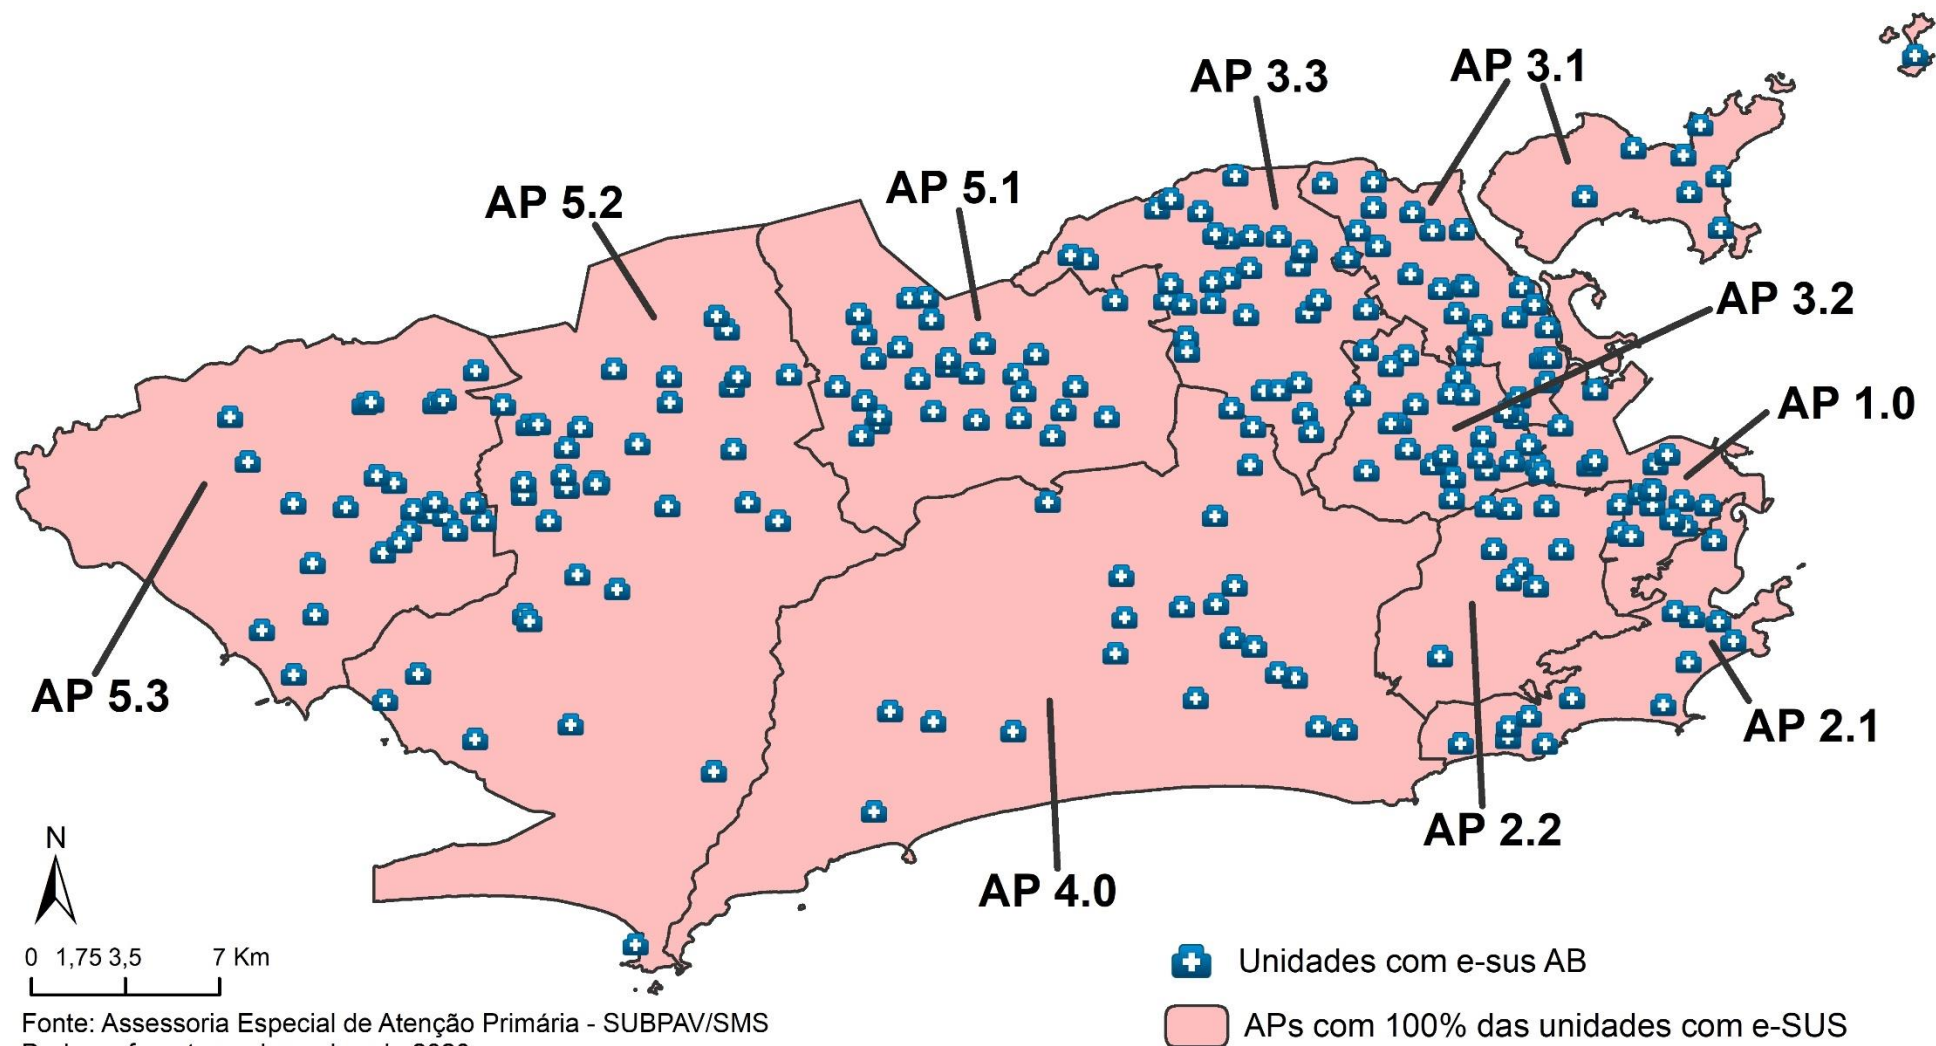 AP 3.1
AP 3.3
AP 5.1
AP 5.2
AP 3.2
AP 1.0
AP 5.3
AP 2.1
AP 2.2
AP 4.0
N
0 1,75 3,5 7 Km
Unidades com e-sus AB
APs com 100% das unidades com e-SUS
Fonte: Assessoria Especial de Atenção Primária - SUBPAV/SMS